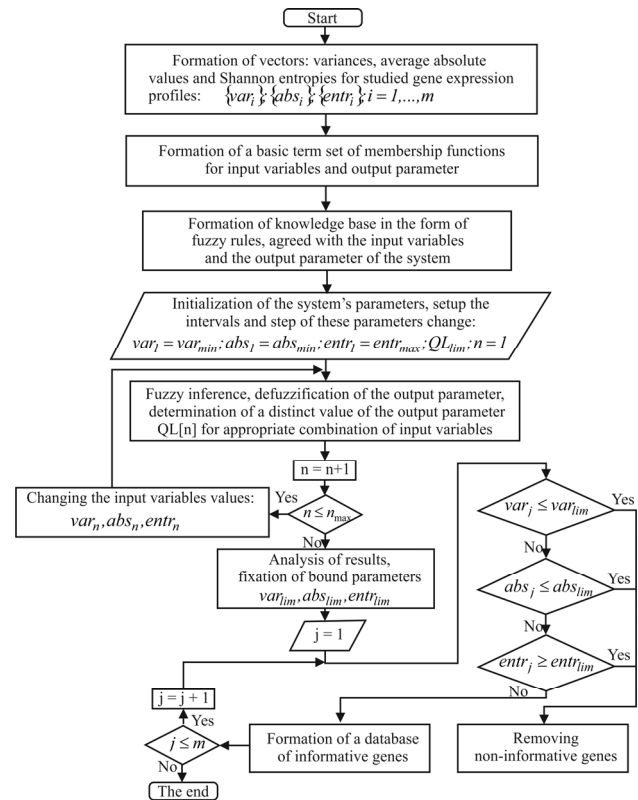 Start
Formation of vectors: variances, average absolute
values and Shannon entropies for studied gene expression
profiles: {var_i};{abs_i};{entr_i}; i = 1,...,m
Formation of a basic term set of membership functions
for input variables and output parameter
Formation of knowledge base in the form of
fuzzy rules, agreed with the input variables
and the output parameter of the system
Initialization of the system's parameters, setup the
intervals and step of these parameters change:
var_1 = var_min; abs_1 = abs_min; entr_1 = entr_max; QL_lim; n = 1
Fuzzy inference, defuzzification of the output parameter,
determination of a distinct value of the output parameter
QL[n] for appropriate combination of input variables
n = n+1
Changing the input variables values:
var_n, abs_n, entr_n
Yes
n ≤ n_max
No
Analysis of results,
fixation of bound parameters
var_lim, abs_lim, entr_lim
j = 1
var_j ≤ var_lim
Yes
No
abs_j ≤ abs_lim
Yes
No
entr_j ≥ entr_lim
Yes
No
j = j + 1
Yes
j ≤ m
No
The end
Formation of a database
of informative genes
Removing
non-informative genes